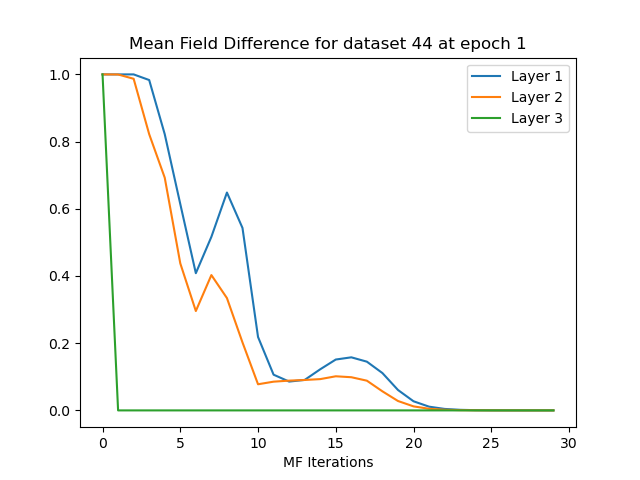 Mean Field Difference for dataset 44 at epoch 1
Layer 1
Layer 2
Layer 3
1.0
0.8
0.6
0.4
0.2
0.0
0 5 10 15 20 25 30
MF Iterations